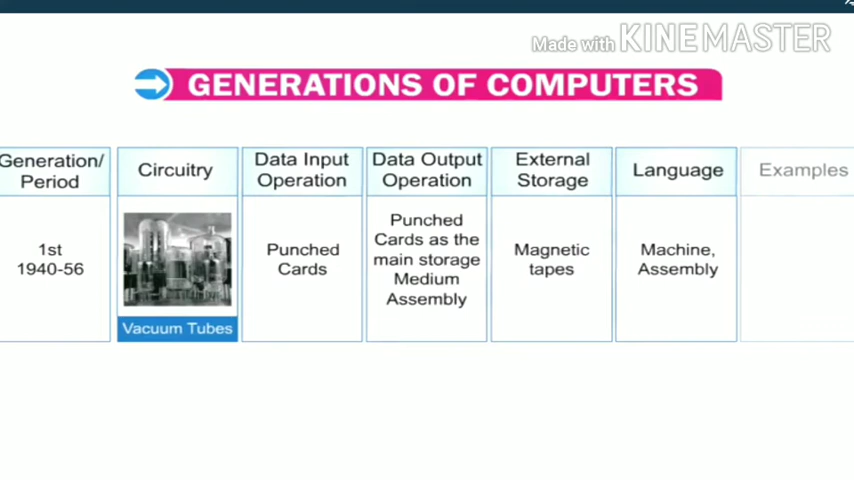 Made with KINEMASTER
GENERATIONS OF COMPUTERS
Generation/
Period
Circuitry
Data Input
Operation
Data Output
Operation
External
Storage
Language
Examples
1st
1940-56
Vacuum Tubes
Punched
Cards
Punched
Cards as the
main storage
Medium
Assembly
Magnetic
tapes
Machine,
Assembly